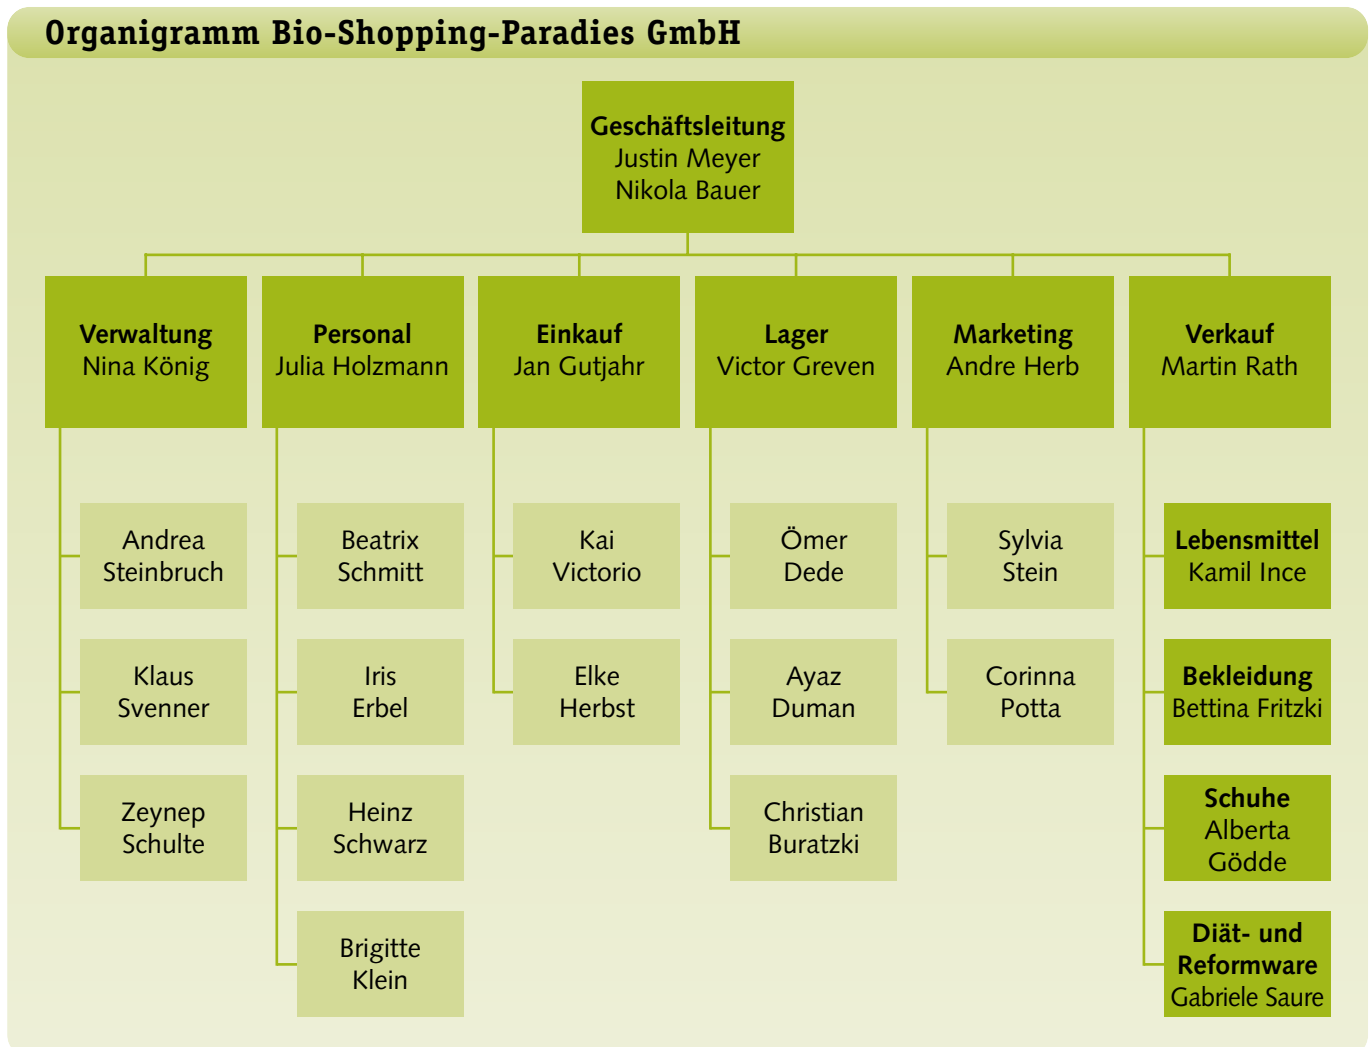 Organigramm Bio-Shopping-Paradies GmbH
Geschäftsleitung
Justin Meyer
Nikola Bauer
Verwaltung
Nina König
Personal
Julia Holzmann
Einkauf
Jan Gutjahr
Lager
Victor Greven
Marketing
Andre Herb
Verkauf
Martin Rath
Andrea
Steinbruch
Beatrix
Schmitt
Kai
Victorio
Ömer
Dede
Sylvia
Stein
Lebensmittel
Kamil Ince
Klaus
Svenner
Iris
Erbel
Elke
Herbst
Ayaz
Duman
Corinna
Potta
Bekleidung
Bettina Fritzki
Zeynep
Schulte
Heinz
Schwarz
Christian
Buratzki
Schuhe
Alberta
Gödde
Brigitte
Klein
Diät- und
Reformware
Gabriele Saure